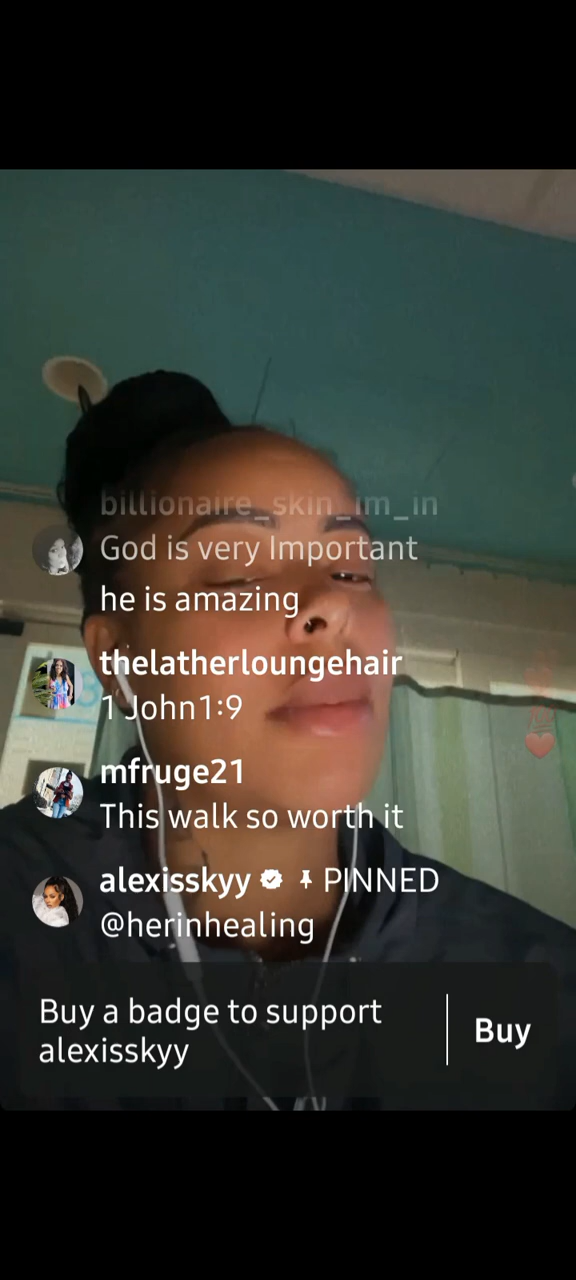 billionaire_skin_im_in
God is very Important
he is amazing
thelatherloungehair
1 John1:9
mfruge21
This walk so worth it
alexisskyy PINNED
@herinhealing
Buy a badge to support
alexisskyy
Buy